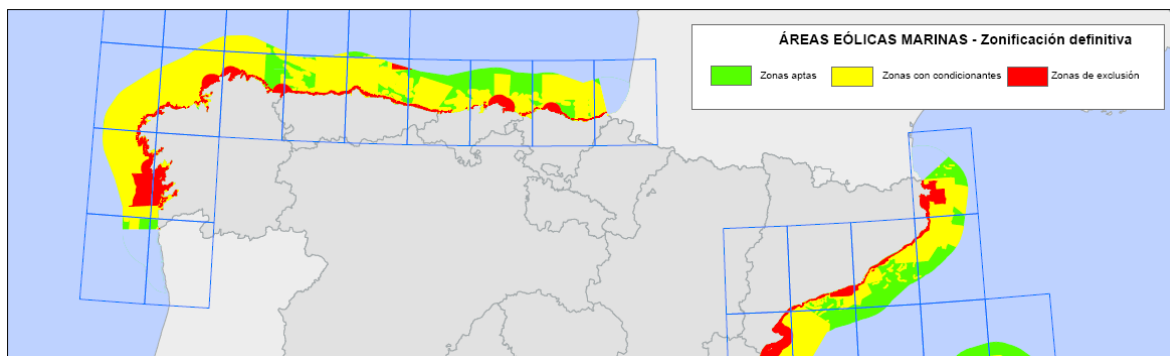 ÁREAS EÓLICAS MARINAS - Zonificación definitiva
Zonas aptas
Zonas con condicionantes
Zonas de exclusión